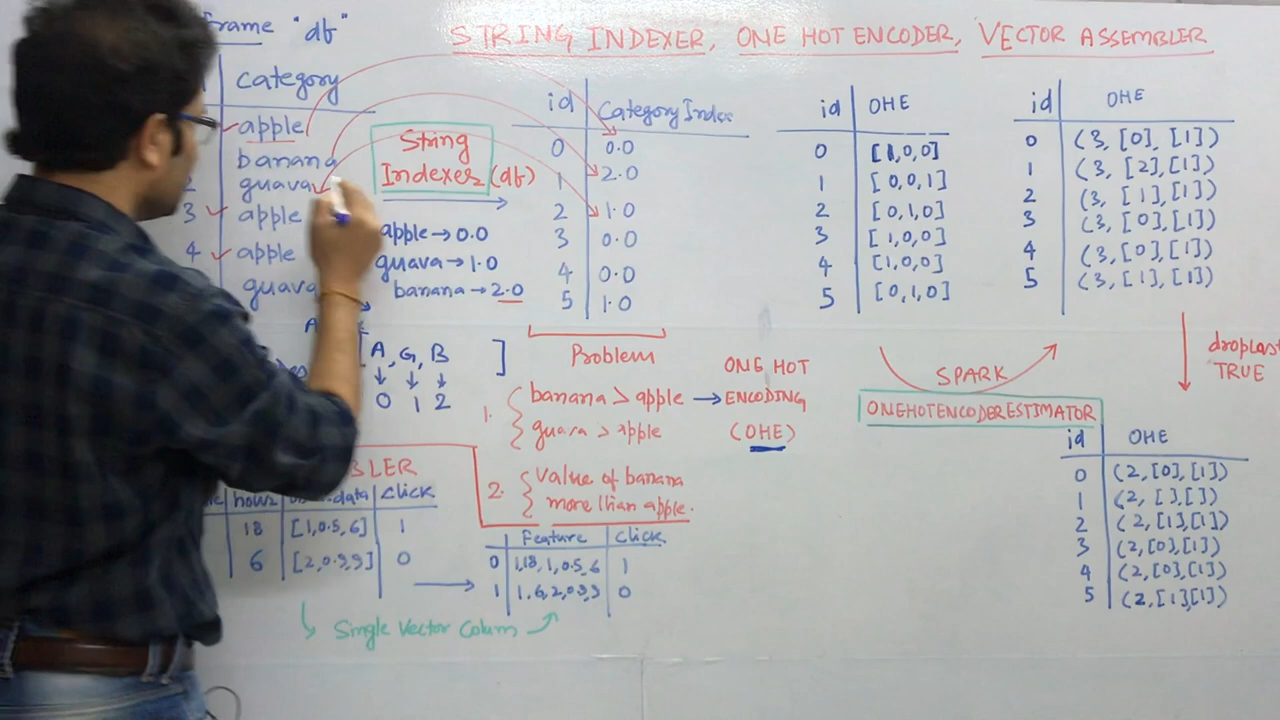 Frame "df"
STRING INDEXER, ONE HOT ENCODER, VECTOR ASSEMBLER
category
apple
banana
2 guava
3 apple
4 apple
guava
String
Indexer (df)
apple → 0.0
guava → 1.0
banana → 2.0
[A, G, B]
0 1 2
id CategoryIndex
0 0.0
1 2.0
2 1.0
3 0.0
4 0.0
5 1.0
Problem
1. banana > apple →
guava > apple
2. value of banana
more than apple.
ONE HOT
ENCODING
(OHE)
id OHE
0 [1,0,0]
1 [0,0,1]
2 [0,1,0]
3 [1,0,0]
4 [1,0,0]
5 [0,1,0]
SPARK
ONEHOTENCODERESTIMATOR
id OHE
0 (3, [0], [1])
1 (3, [2],[1])
2 (3, [1],[1])
3 (3, [0],[1])
4 (3,[0],[1])
5 (3,[1],[1])
droplast
TRUE
id OHE
0 (2,[0],[1])
1 (2, [],[])
2 (2,[1],[1])
3 (2,[0],[1])
4 (2,[0],[1])
5 (2,[1],[1])
BLER
hour data click
18 [1,0.5,6] 1
6 [2,0.9,9] 0
Feature Click
0 1,18,1,0.5,6 1
1 1,6,2,0.9,9 0
Single Vector Column